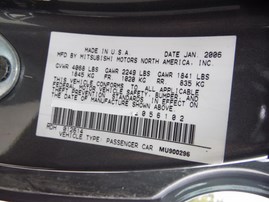 MADE IN U.S.A DATE JAN. 2006
MFD BY MITSUBISHI MOTORS NORTH AMERICA, INC.
GVWR 4068 LBS GAWR 2249 LBS GAWR 1841 LBS
1845 KG FR 1020 KG RR 835 KG
THIS VEHICLE CONFORMS TO ALL APPLICABLE
FEDERAL MOTOR VEHICLE SAFETY, BUMPER, AND
THEFT PREVENTION STANDARDS IN EFFECT ON
THE DATE OF MANUFACTURE SHOWN ABOVE
VEHICLE TYPE: PASSENGER CAR MU900296